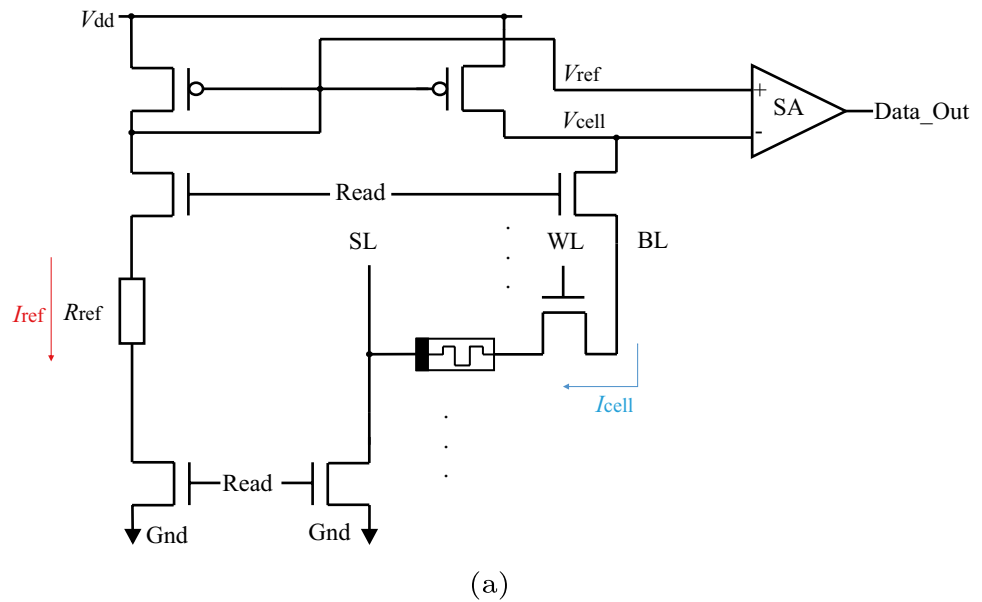 Vdd
Vref
+
SA
Data_Out
Vcell
-
Read
SL
WL
BL
Iref
Rref
Icell
Read
Gnd
Gnd
(a)